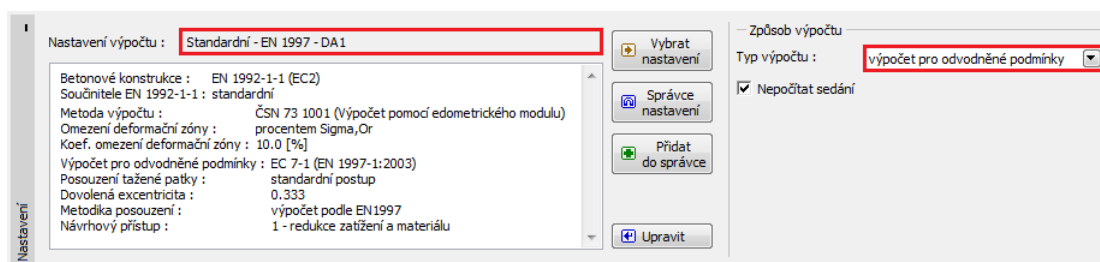 Nastavení výpočtu : Standardní - EN 1997 - DA1
Betonové konstrukce : EN 1992-1-1 (EC2)
Součinitele EN 1992-1-1 : standardní
Metoda výpočtu : ČSN 73 1001 (Výpočet pomocí edometrického modulu)
Omezení deformační zóny : procentem Sigma,Or
Koef. omezení deformační zóny : 10.0 [%]
Výpočet pro odvodněné podmínky : EC 7-1 (EN 1997-1:2003)
Posouzení tažené patky : standardní postup
Dovolená excentricita : 0.333
Metodika posouzení : výpočet podle EN1997
Návrhový přístup : 1 - redukce zatížení a materiálu
Vybrat
nastavení
Správce
nastavení
Přidat
do správce
Upravit
Způsob výpočtu
Typ výpočtu : výpočet pro odvodněné podmínky
Nepočítat sedání
Nastavení